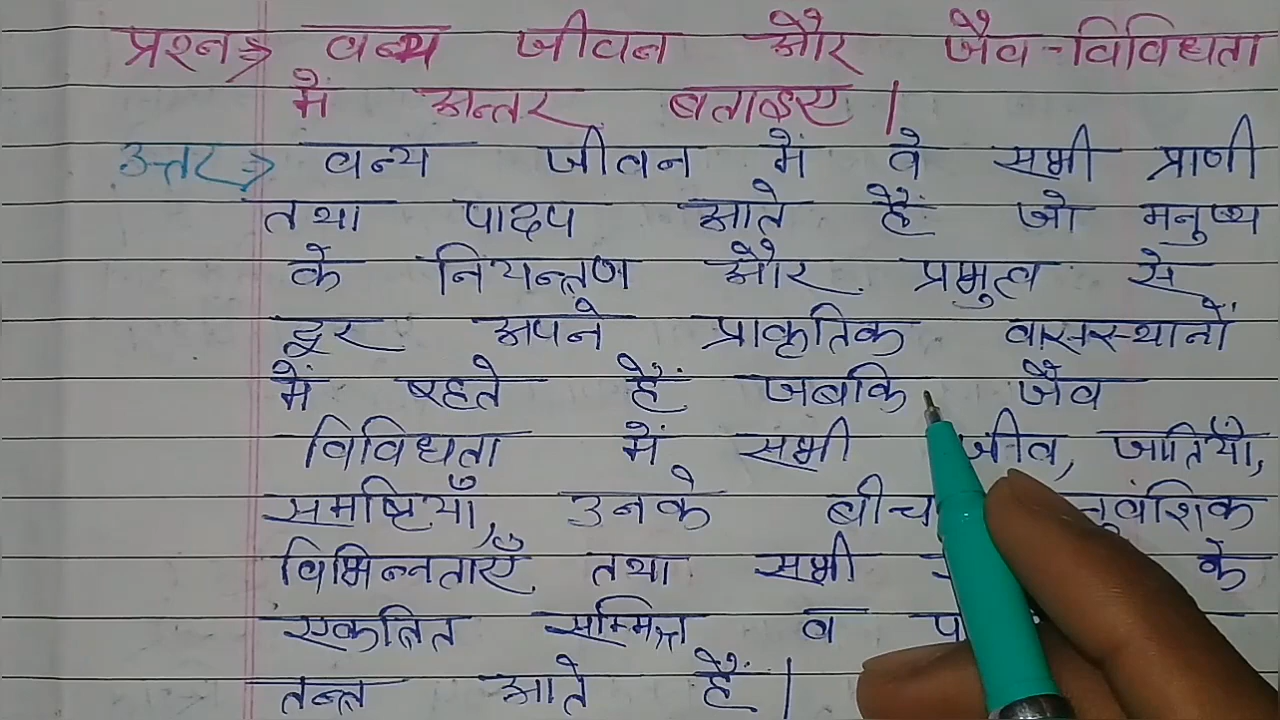 प्रश्न⇒ वन्य जीवन और जैव-विविधता
में अन्तर बताइए।
उत्तर⇒ वन्य जीवन में वे सभी प्राणी
तथा पादप आते हैं जो मनुष्य
के नियन्त्रण और प्रभुत्व से
दूर अपने प्राकृतिक वासस्थानों
में रहते हैं जबकि जैव
विविधता में सभी जीव, जातियाँ,
समष्टियाँ, उनके बीच
विभिन्नताएँ तथा सभी के
एकत्रित सम्मिश्र व
तन्त्र आते हैं।